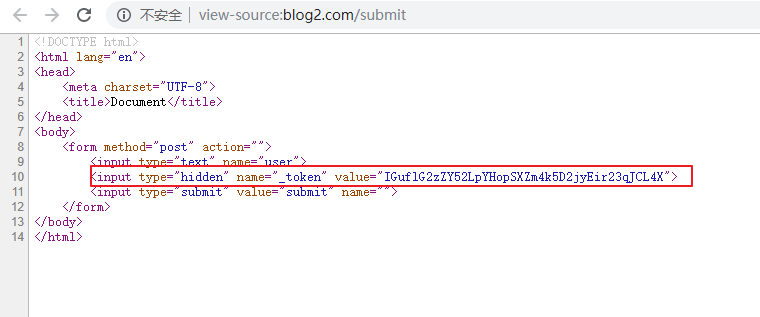 不安全 | view-source:blog2.com/submit
1 <!DOCTYPE html>
2 <html lang="en">
3 <head>
4 <meta charset="UTF-8">
5 <title>Document</title>
6 </head>
7 <body>
8 <form method="post" action="">
9 <input type="text" name="user">
10 <input type="hidden" name="_token" value="IGuflG2zZY52LpYHopSXZm4k5D2jyEir23qJCL4X">
11 <input type="submit" value="submit" name="">
12 </form>
13 </body>
14 </html>